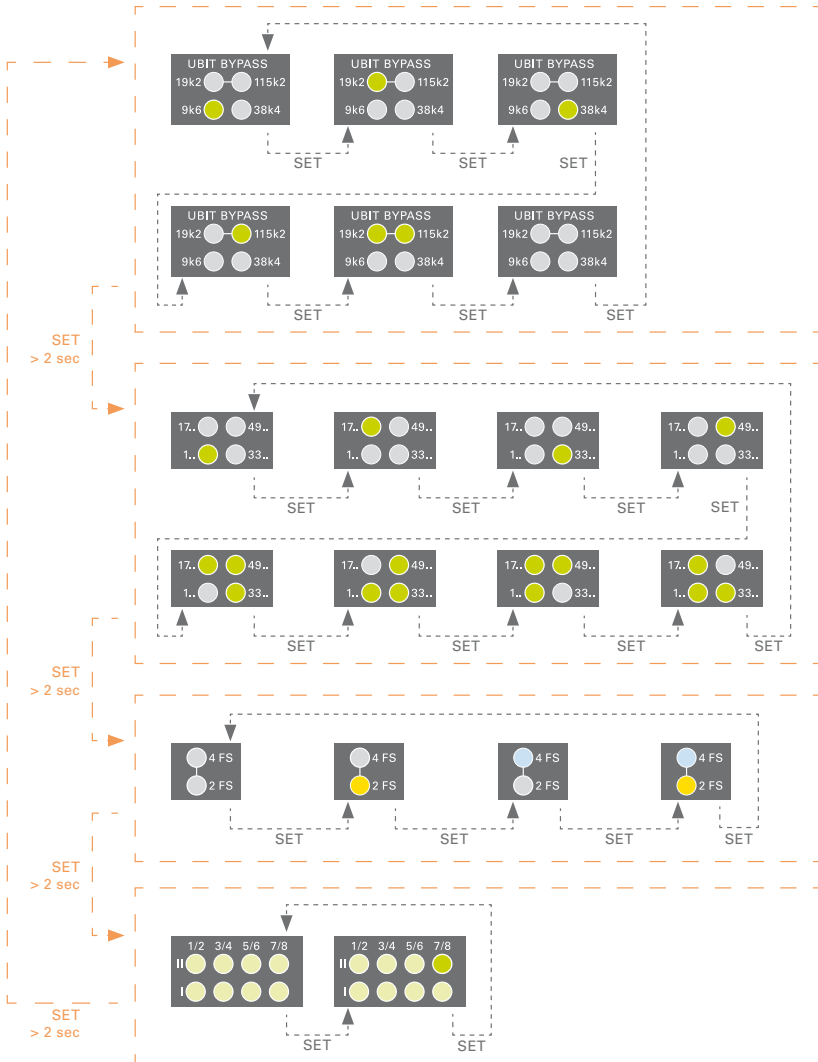 UBIT BYPASS UBIT BYPASS UBIT BYPASS
19k2 115k2 19k2 115k2 19k2 115k2
9k6 38k4 9k6 38k4 9k6 38k4
SET SET SET
UBIT BYPASS UBIT BYPASS UBIT BYPASS
19k2 115k2 19k2 115k2 19k2 115k2
9k6 38k4 9k6 38k4 9k6 38k4
SET SET SET
SET
> 2 sec
17.. 49.. 17.. 49.. 17.. 49.. 17.. 49..
1.. 33.. 1.. 33.. 1.. 33.. 1.. 33..
SET SET SET SET
17.. 49.. 17.. 49.. 17.. 49.. 17.. 49..
1.. 33.. 1.. 33.. 1.. 33.. 1.. 33..
SET SET SET SET
SET
> 2 sec
4 FS 4 FS 4 FS 4 FS
2 FS 2 FS 2 FS 2 FS
SET SET SET SET
SET
> 2 sec
1/2 3/4 5/6 7/8 1/2 3/4 5/6 7/8
II II
I I
SET SET
SET
> 2 sec